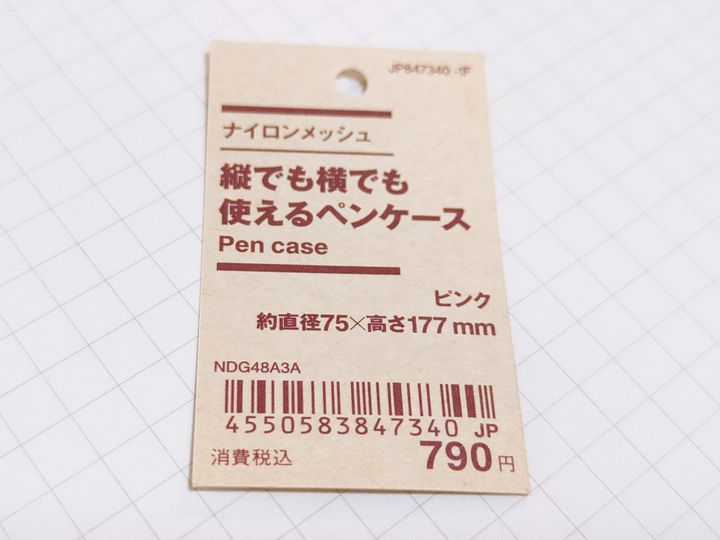 JP847340 -1F
ナイロンメッシュ
縦でも横でも
使えるペンケース
Pen case
ピンク
約直径75×高さ177 mm
NDG48A3A
4550583847340 JP
消費税込 790円